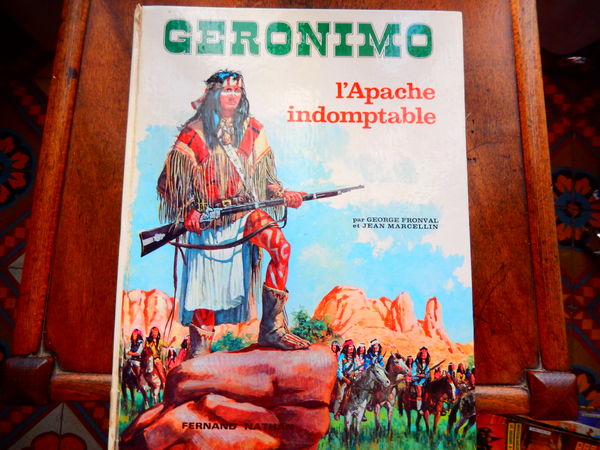 GERONIMO
l'Apache
indomptable
par GEORGE FRONVAL
et JEAN MARCELLIN
FERNAND NATHAN